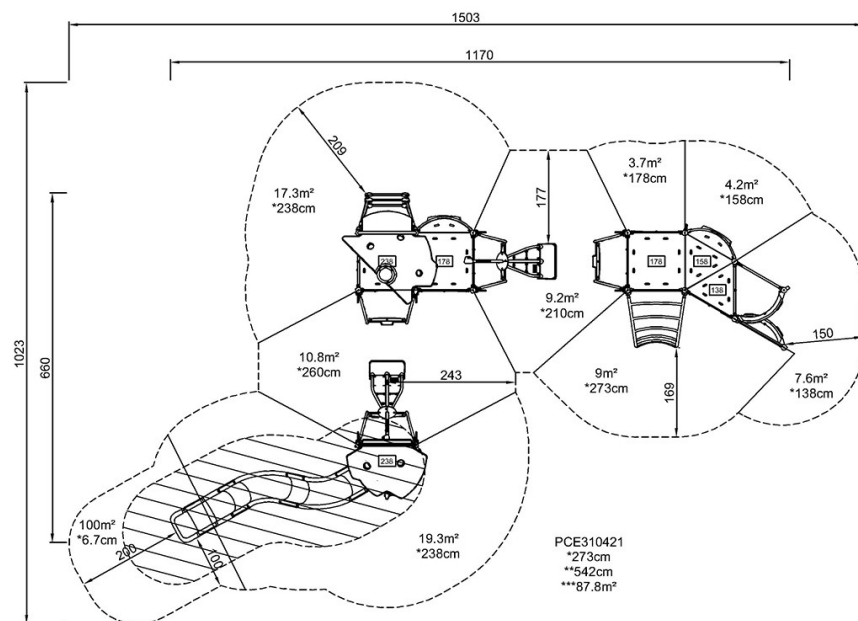 1503
1170
209
3.7m²
*178cm
17.3m²
*238cm
177
4.2m²
*158cm
238
178
178
158
138
660
1023
9.2m²
*210cm
150
10.8m²
*260cm
243
9m²
*273cm
169
7.6m²
*138cm
238
100m²
*6.7cm
200
100
19.3m²
*238cm
PCE310421
*273cm
**542cm
***87.8m²